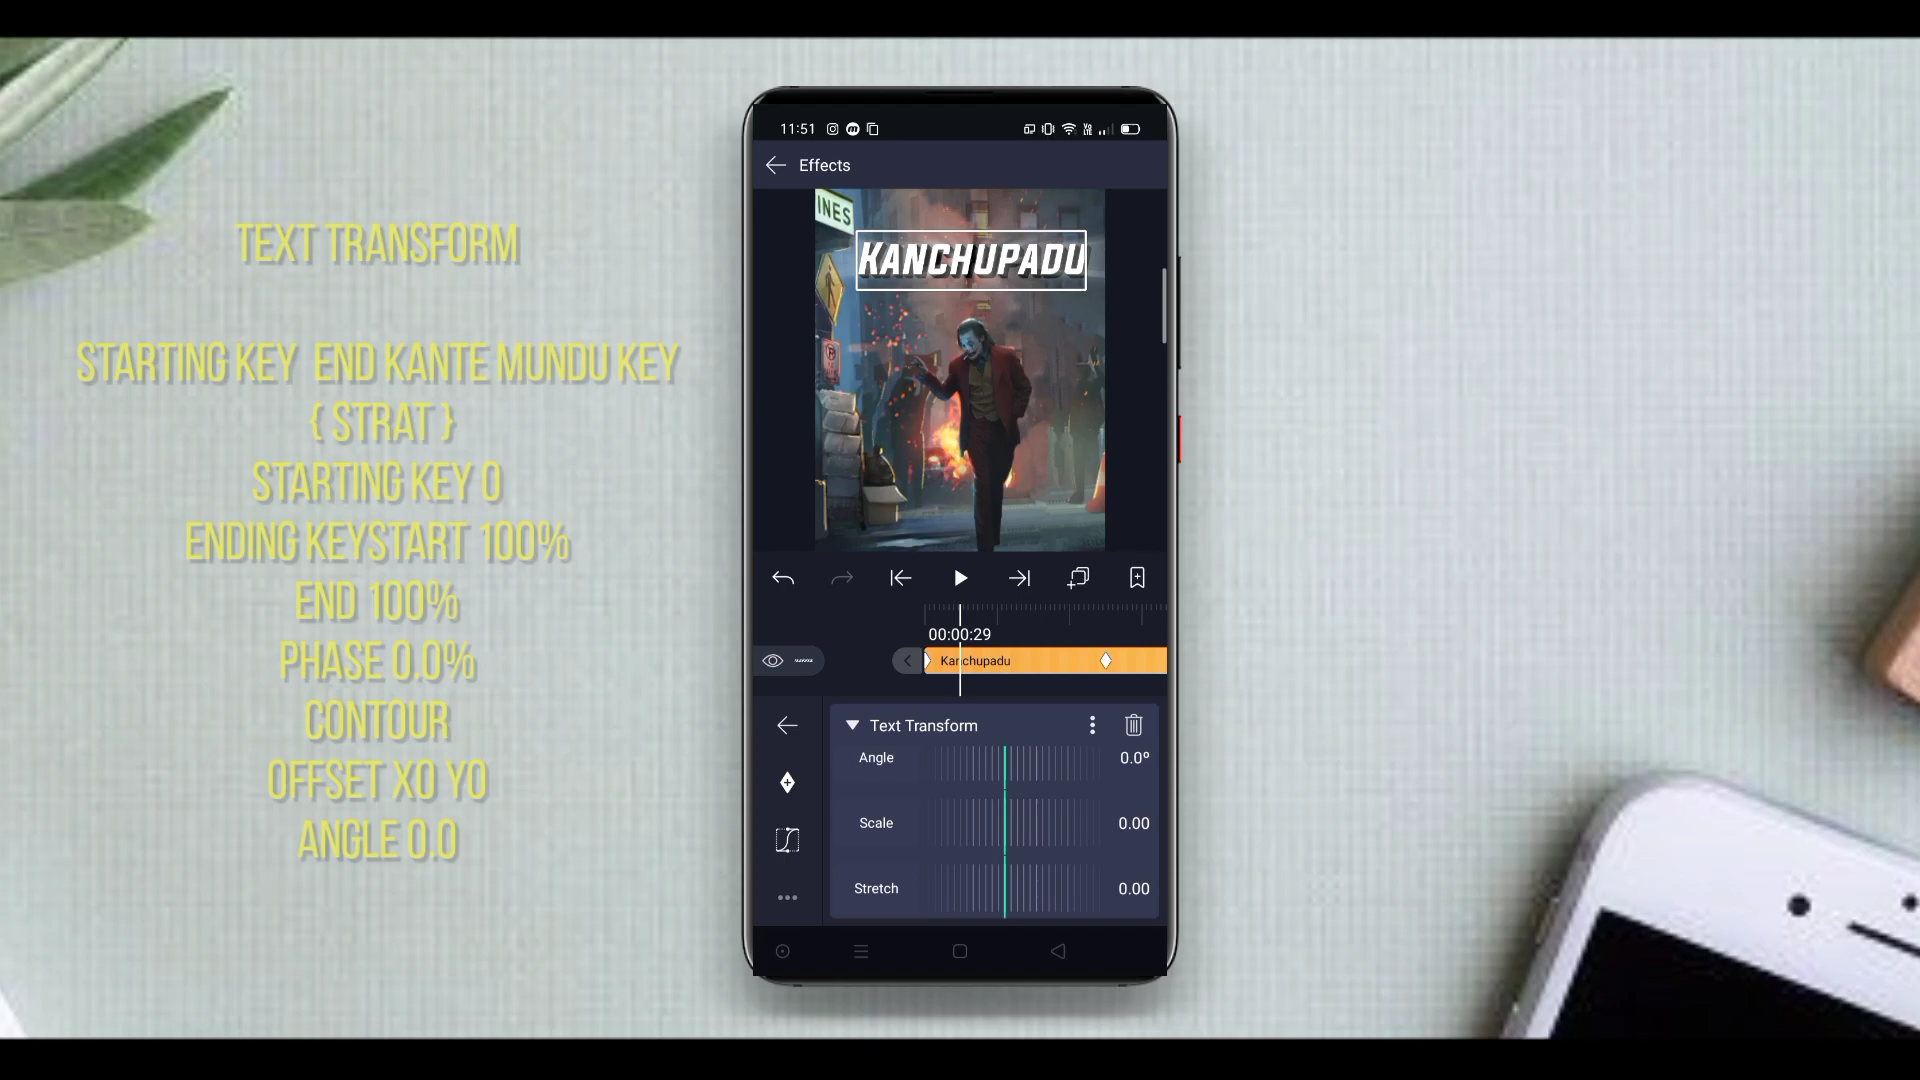 TEXT TRANSFORM
STARTING KEY END KANTE MUNDU KEY
{ STRAT }
STARTING KEY 0
ENDING KEYSTART 100%
END 100%
PHASE 0.0%
CONTOUR
OFFSET X0 Y0
ANGLE 0.0
11:51
Effects
INES
KANCHUPADU
00:00:29
Kanchupadu
Text Transform
Angle 0.0°
Scale 0.00
Stretch 0.00